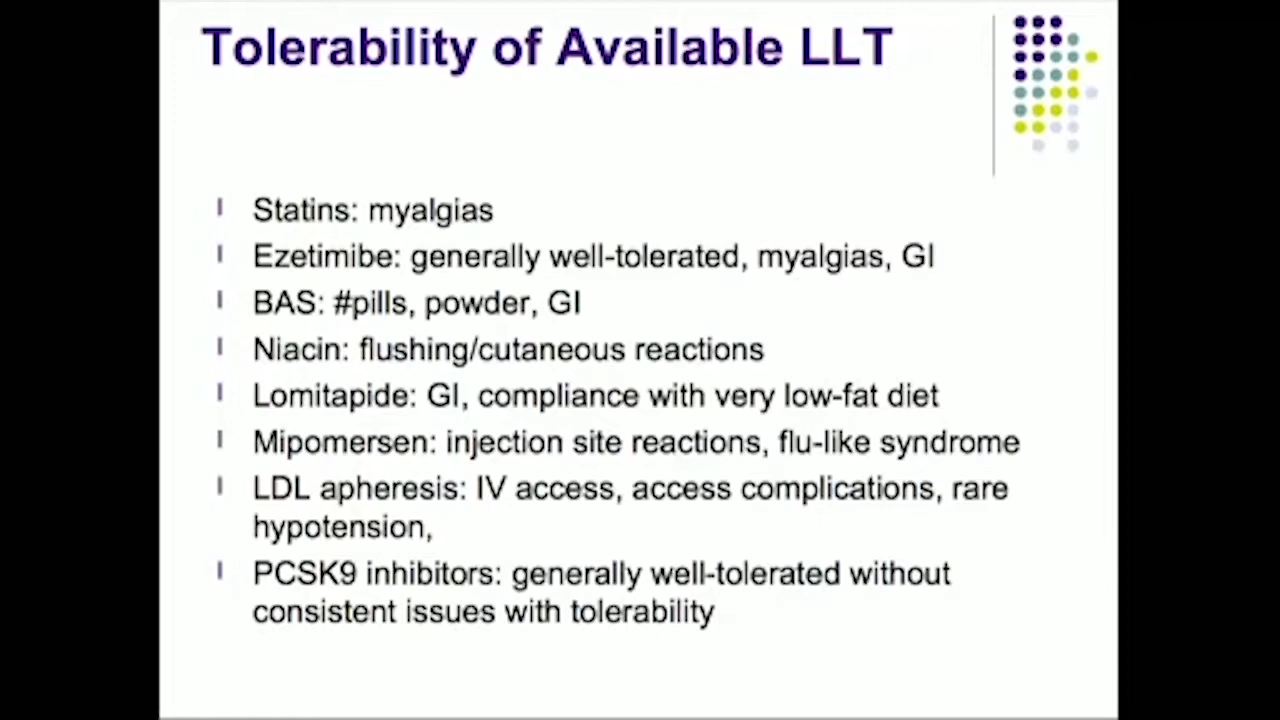 Tolerability of Available LLT
Statins: myalgias
Ezetimibe: generally well-tolerated, myalgias, GI
BAS: #pills, powder, GI
Niacin: flushing/cutaneous reactions
Lomitapide: GI, compliance with very low-fat diet
Mipomersen: injection site reactions, flu-like syndrome
LDL apheresis: IV access, access complications, rare
hypotension,
PCSK9 inhibitors: generally well-tolerated without
consistent issues with tolerability